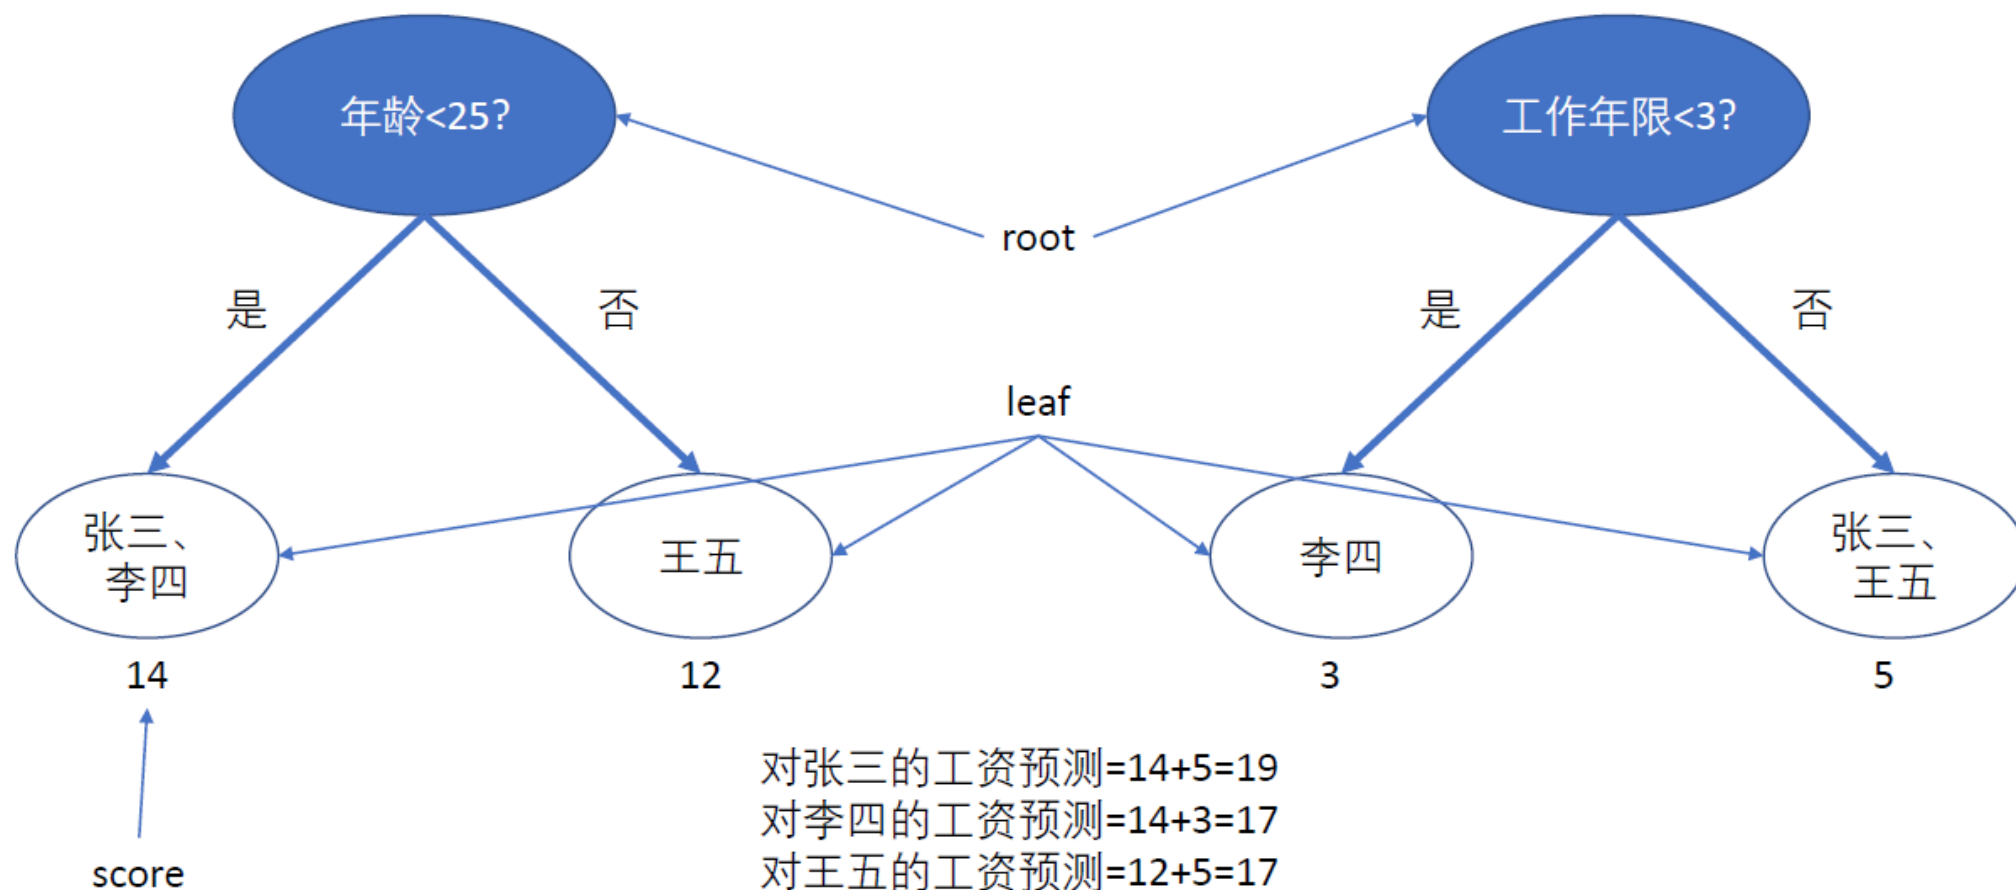 年龄<25?
工作年限<3?
root
是
否
是
否
leaf
张三、
李四
王五
李四
张三、
王五
14
12
3
5
对张三的工资预测=14+5=19
对李四的工资预测=14+3=17
对王五的工资预测=12+5=17
score